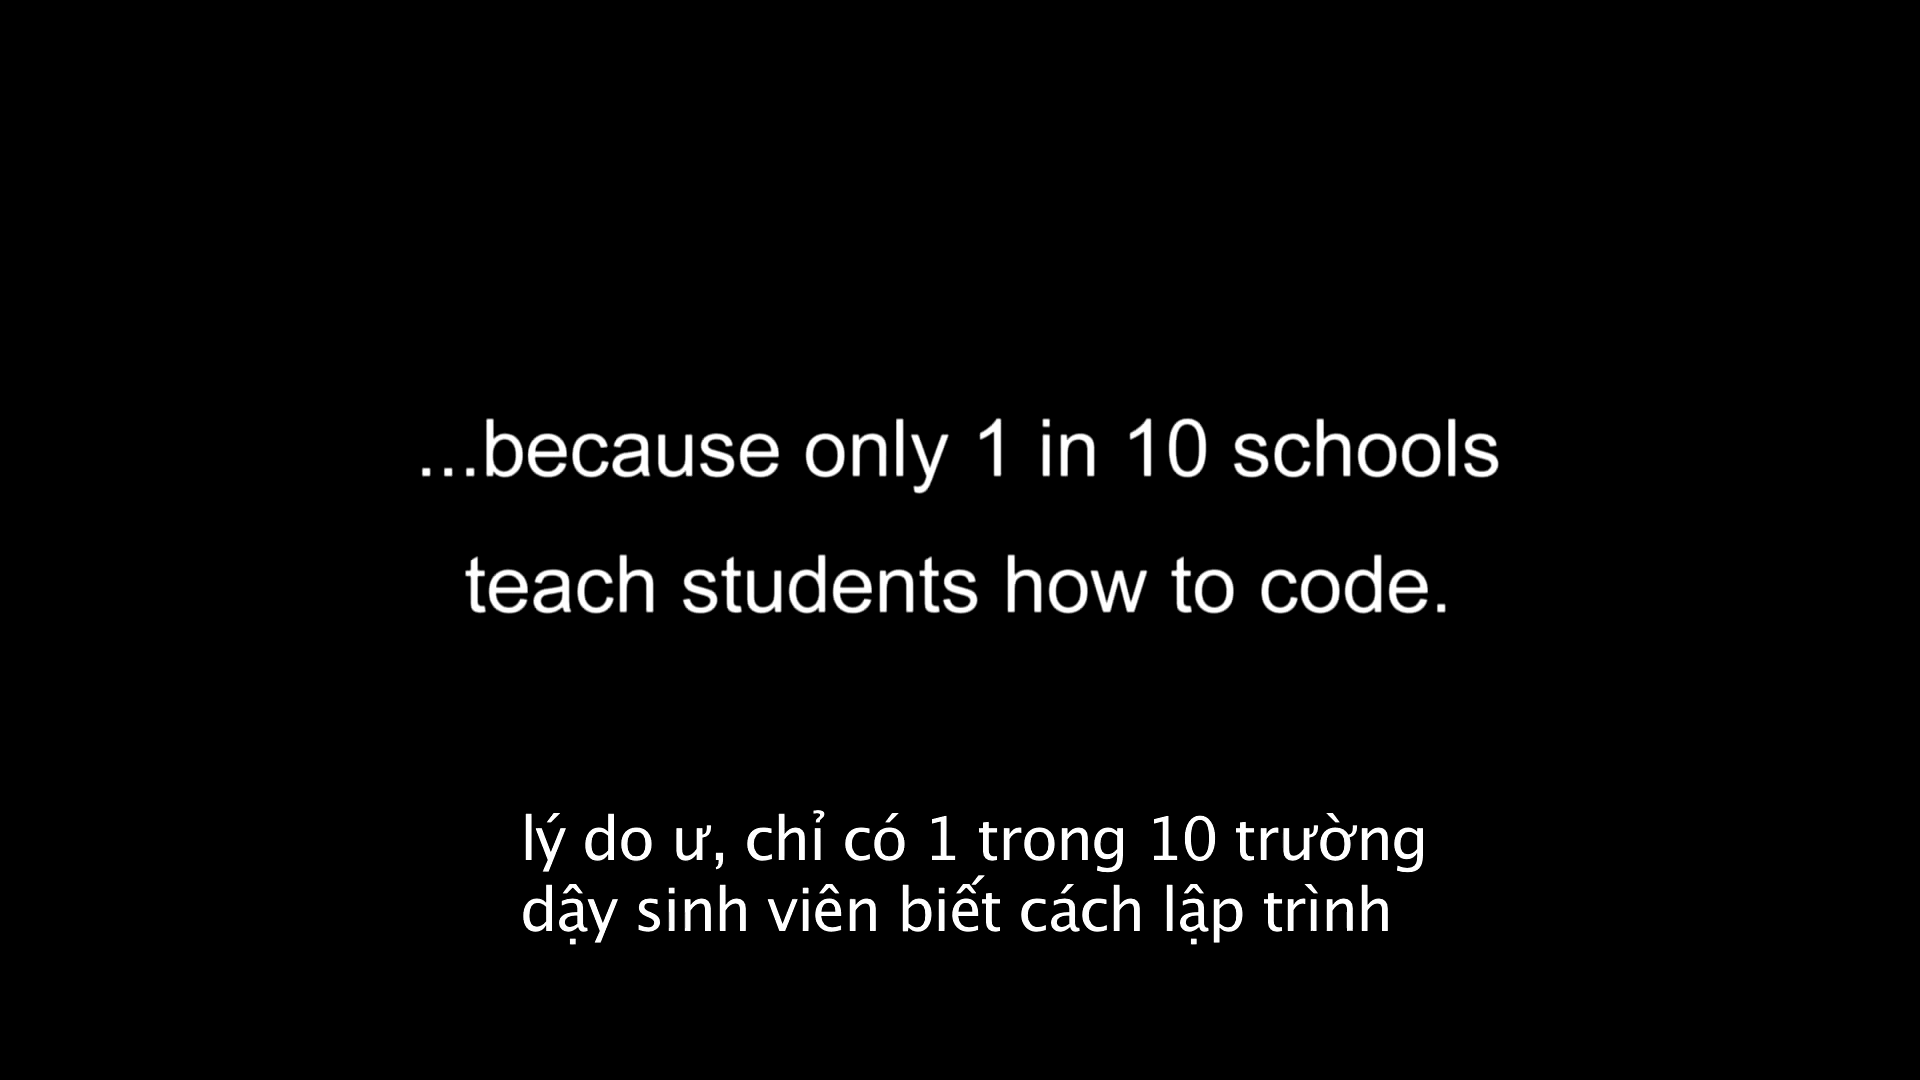 ...because only 1 in 10 schools
teach students how to code.
lý do ư, chỉ có 1 trong 10 trường
dậy sinh viên biết cách lập trình